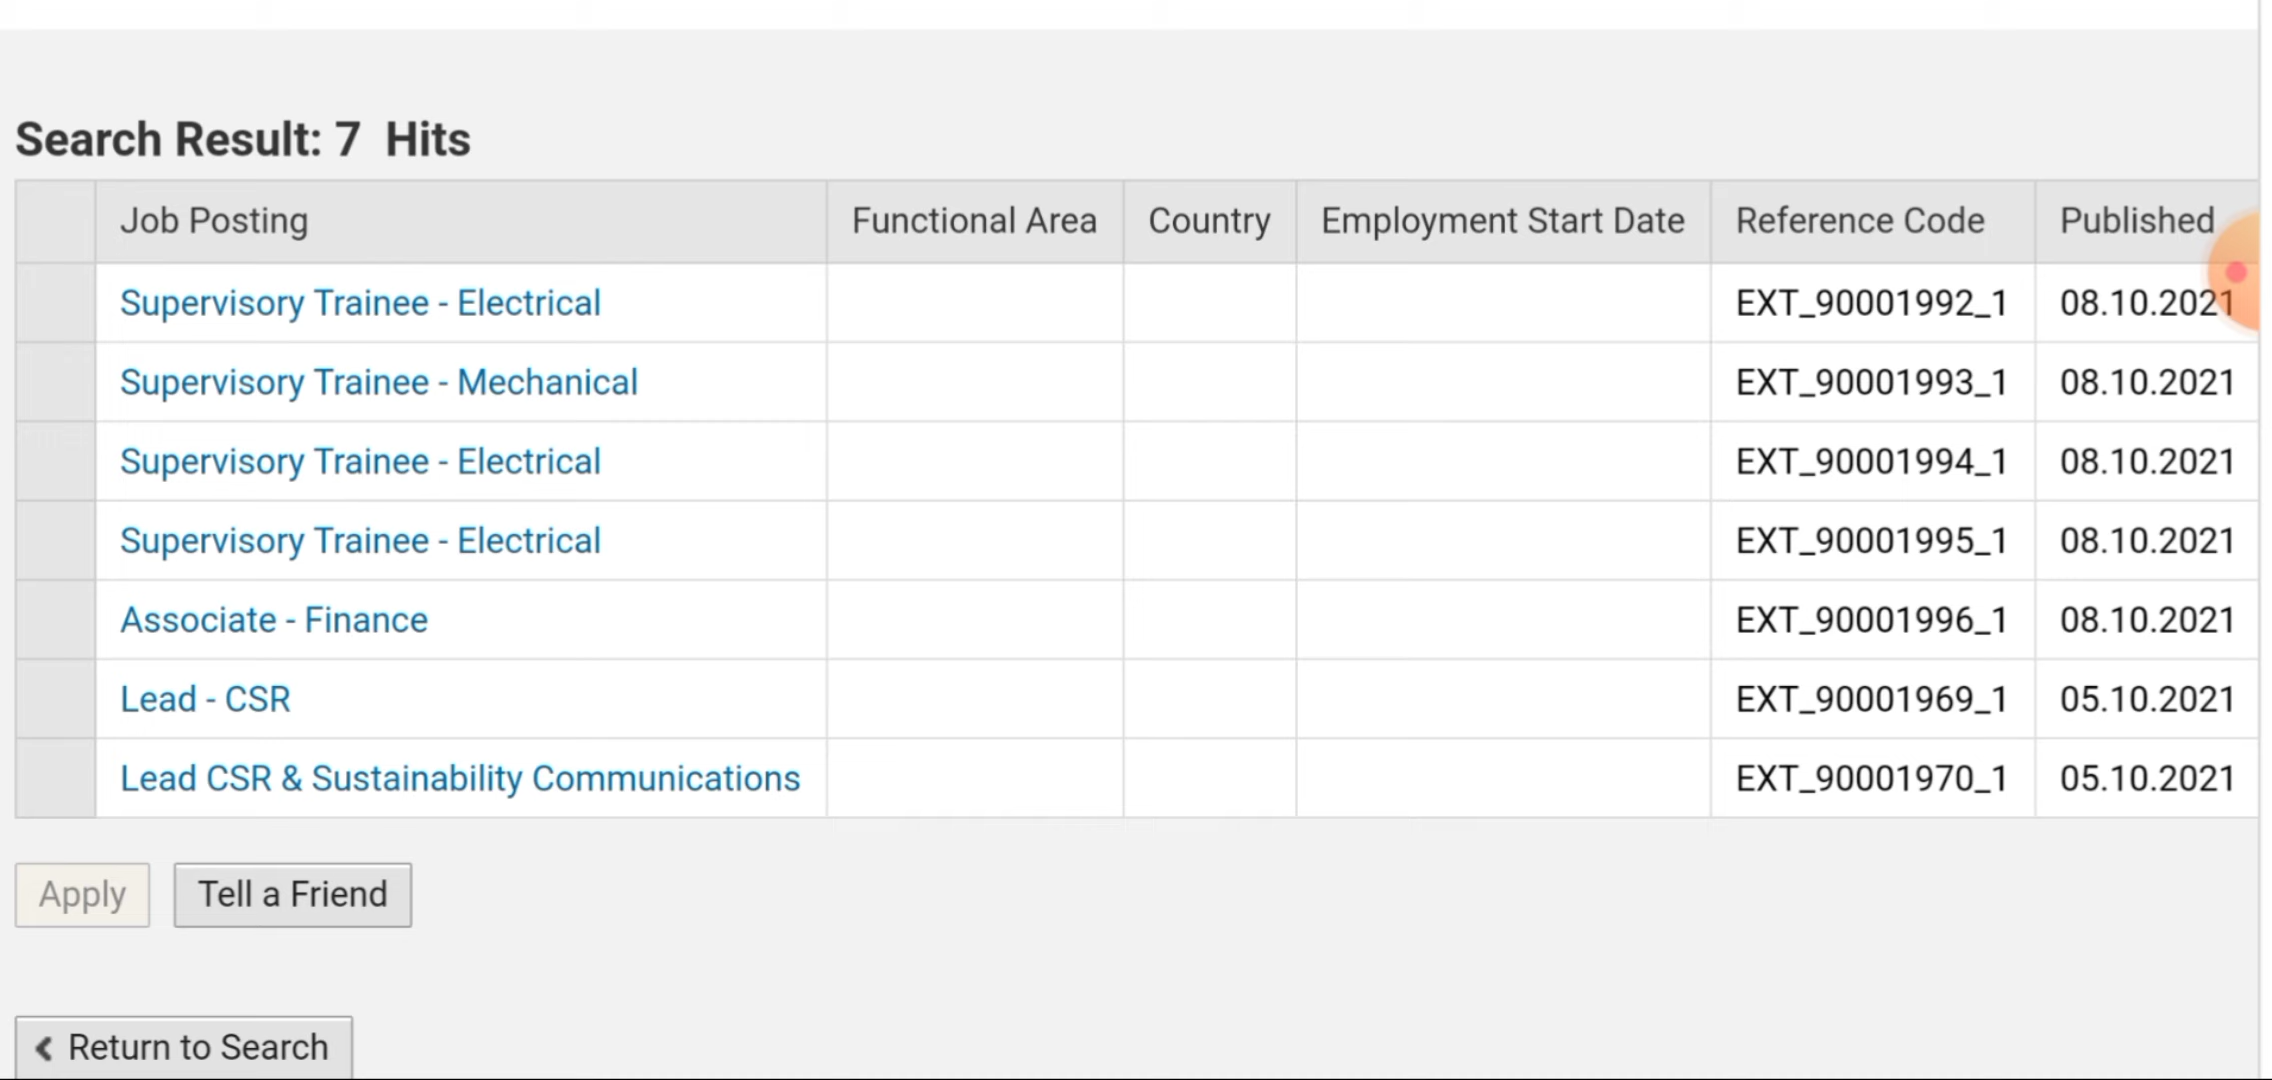 Search Result: 7 Hits
Job Posting Functional Area Country Employment Start Date Reference Code Published
Supervisory Trainee - Electrical EXT_90001992_1 08.10.2021
Supervisory Trainee - Mechanical EXT_90001993_1 08.10.2021
Supervisory Trainee - Electrical EXT_90001994_1 08.10.2021
Supervisory Trainee - Electrical EXT_90001995_1 08.10.2021
Associate - Finance EXT_90001996_1 08.10.2021
Lead - CSR EXT_90001969_1 05.10.2021
Lead CSR & Sustainability Communications EXT_90001970_1 05.10.2021
Apply Tell a Friend
Return to Search